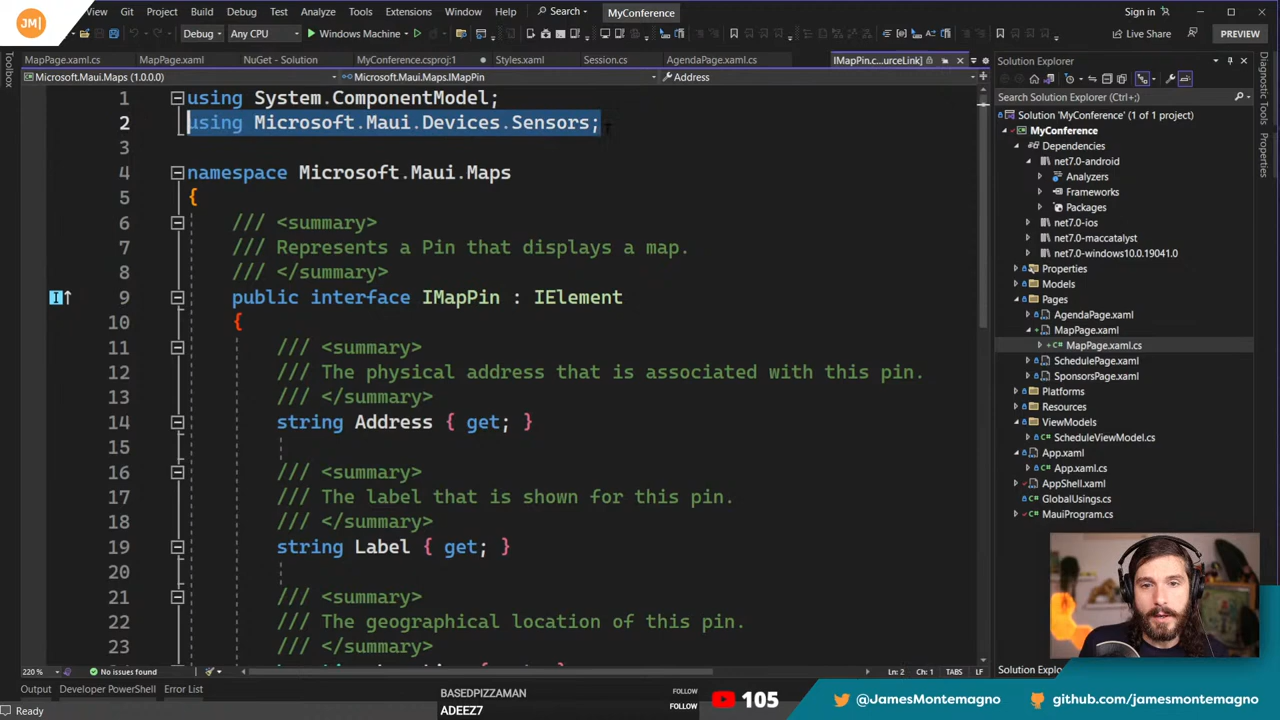 JM|
View
Git
Project
Build
Debug
Test
Analyze
Tools
Extensions
Window
Help
Search
MyConference
Sign in
Debug
Any CPU
Windows Machine
Live Share
PREVIEW
Toolbox
MapPage.xaml.cs
MapPage.xaml
NuGet - Solution
MyConference.csproj:1
Styles.xaml
Session.cs
AgendaPage.xaml.cs
IMapPin.c...urceLink]
Microsoft.Maui.Maps (1.0.0.0)
Microsoft.Maui.Maps.IMapPin
Address
1 using System.ComponentModel;
2 using Microsoft.Maui.Devices.Sensors;
3
4 namespace Microsoft.Maui.Maps
5 {
6 /// <summary>
7 /// Represents a Pin that displays a map.
8 /// </summary>
9 public interface IMapPin : IElement
10 {
11 /// <summary>
12 /// The physical address that is associated with this pin.
13 /// </summary>
14 string Address { get; }
15
16 /// <summary>
17 /// The label that is shown for this pin.
18 /// </summary>
19 string Label { get; }
20
21 /// <summary>
22 /// The geographical location of this pin.
23 /// </summary>
220 %
No issues found
Ln: 2
Ch: 1
TABS
LF
Solution Explorer
Search Solution Explorer (Ctrl+;)
Solution 'MyConference' (1 of 1 project)
MyConference
Dependencies
net7.0-android
Analyzers
Frameworks
Packages
net7.0-ios
net7.0-maccatalyst
net7.0-windows10.0.19041.0
Properties
Models
Pages
AgendaPage.xaml
MapPage.xaml
MapPage.xaml.cs
SchedulePage.xaml
SponsorsPage.xaml
Platforms
Resources
ViewModels
ScheduleViewModel.cs
App.xaml
App.xaml.cs
AppShell.xaml
GlobalUsings.cs
MauiProgram.cs
Diagnostic Tools
Properties
Solution Explo
Output
Developer PowerShell
Error List
Ready
BASEDPIZZAMAN
FOLLOW
ADEEZ7
FOLLOW
105
@JamesMontemagno
github.com/jamesmontemagno